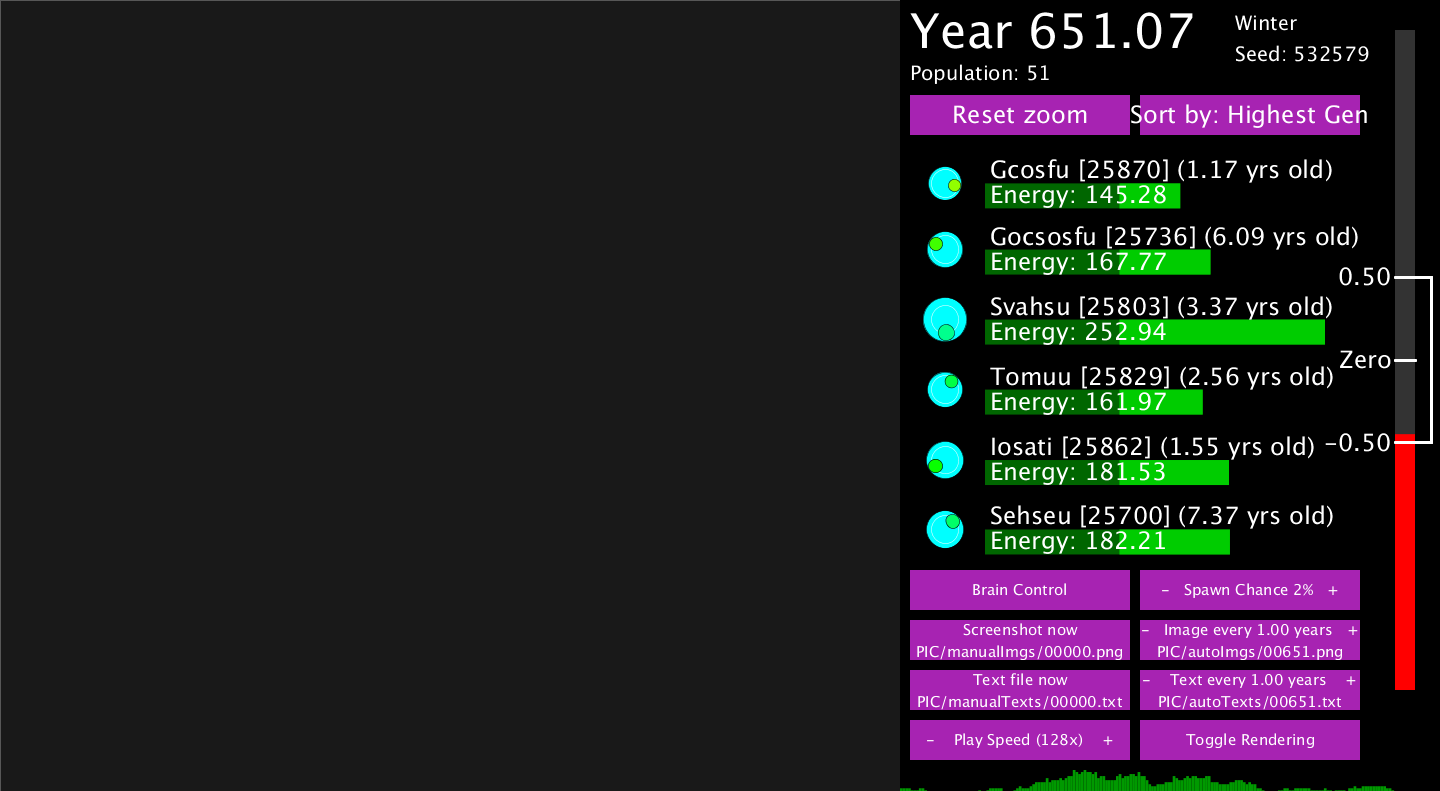 Year 651.07
Winter
Seed: 532579
Population: 51
Reset zoom
Sort by: Highest Gen
Gcosfu [25870] (1.17 yrs old)
Energy: 145.28
Gocsosfu [25736] (6.09 yrs old)
Energy: 167.77
0.50
Svahsu [25803] (3.37 yrs old)
Energy: 252.94
Zero
Tomuu [25829] (2.56 yrs old)
Energy: 161.97
Iosati [25862] (1.55 yrs old)
−0.50
Energy: 181.53
Sehseu [25700] (7.37 yrs old)
Energy: 182.21
Brain Control
- Spawn Chance 2% +
Screenshot now
PIC/manualImgs/00000.png
- Image every 1.00 years +
PIC/autoImgs/00651.png
Text file now
PIC/manualTexts/00000.txt
- Text every 1.00 years +
PIC/autoTexts/00651.txt
- Play Speed (128x) +
Toggle Rendering